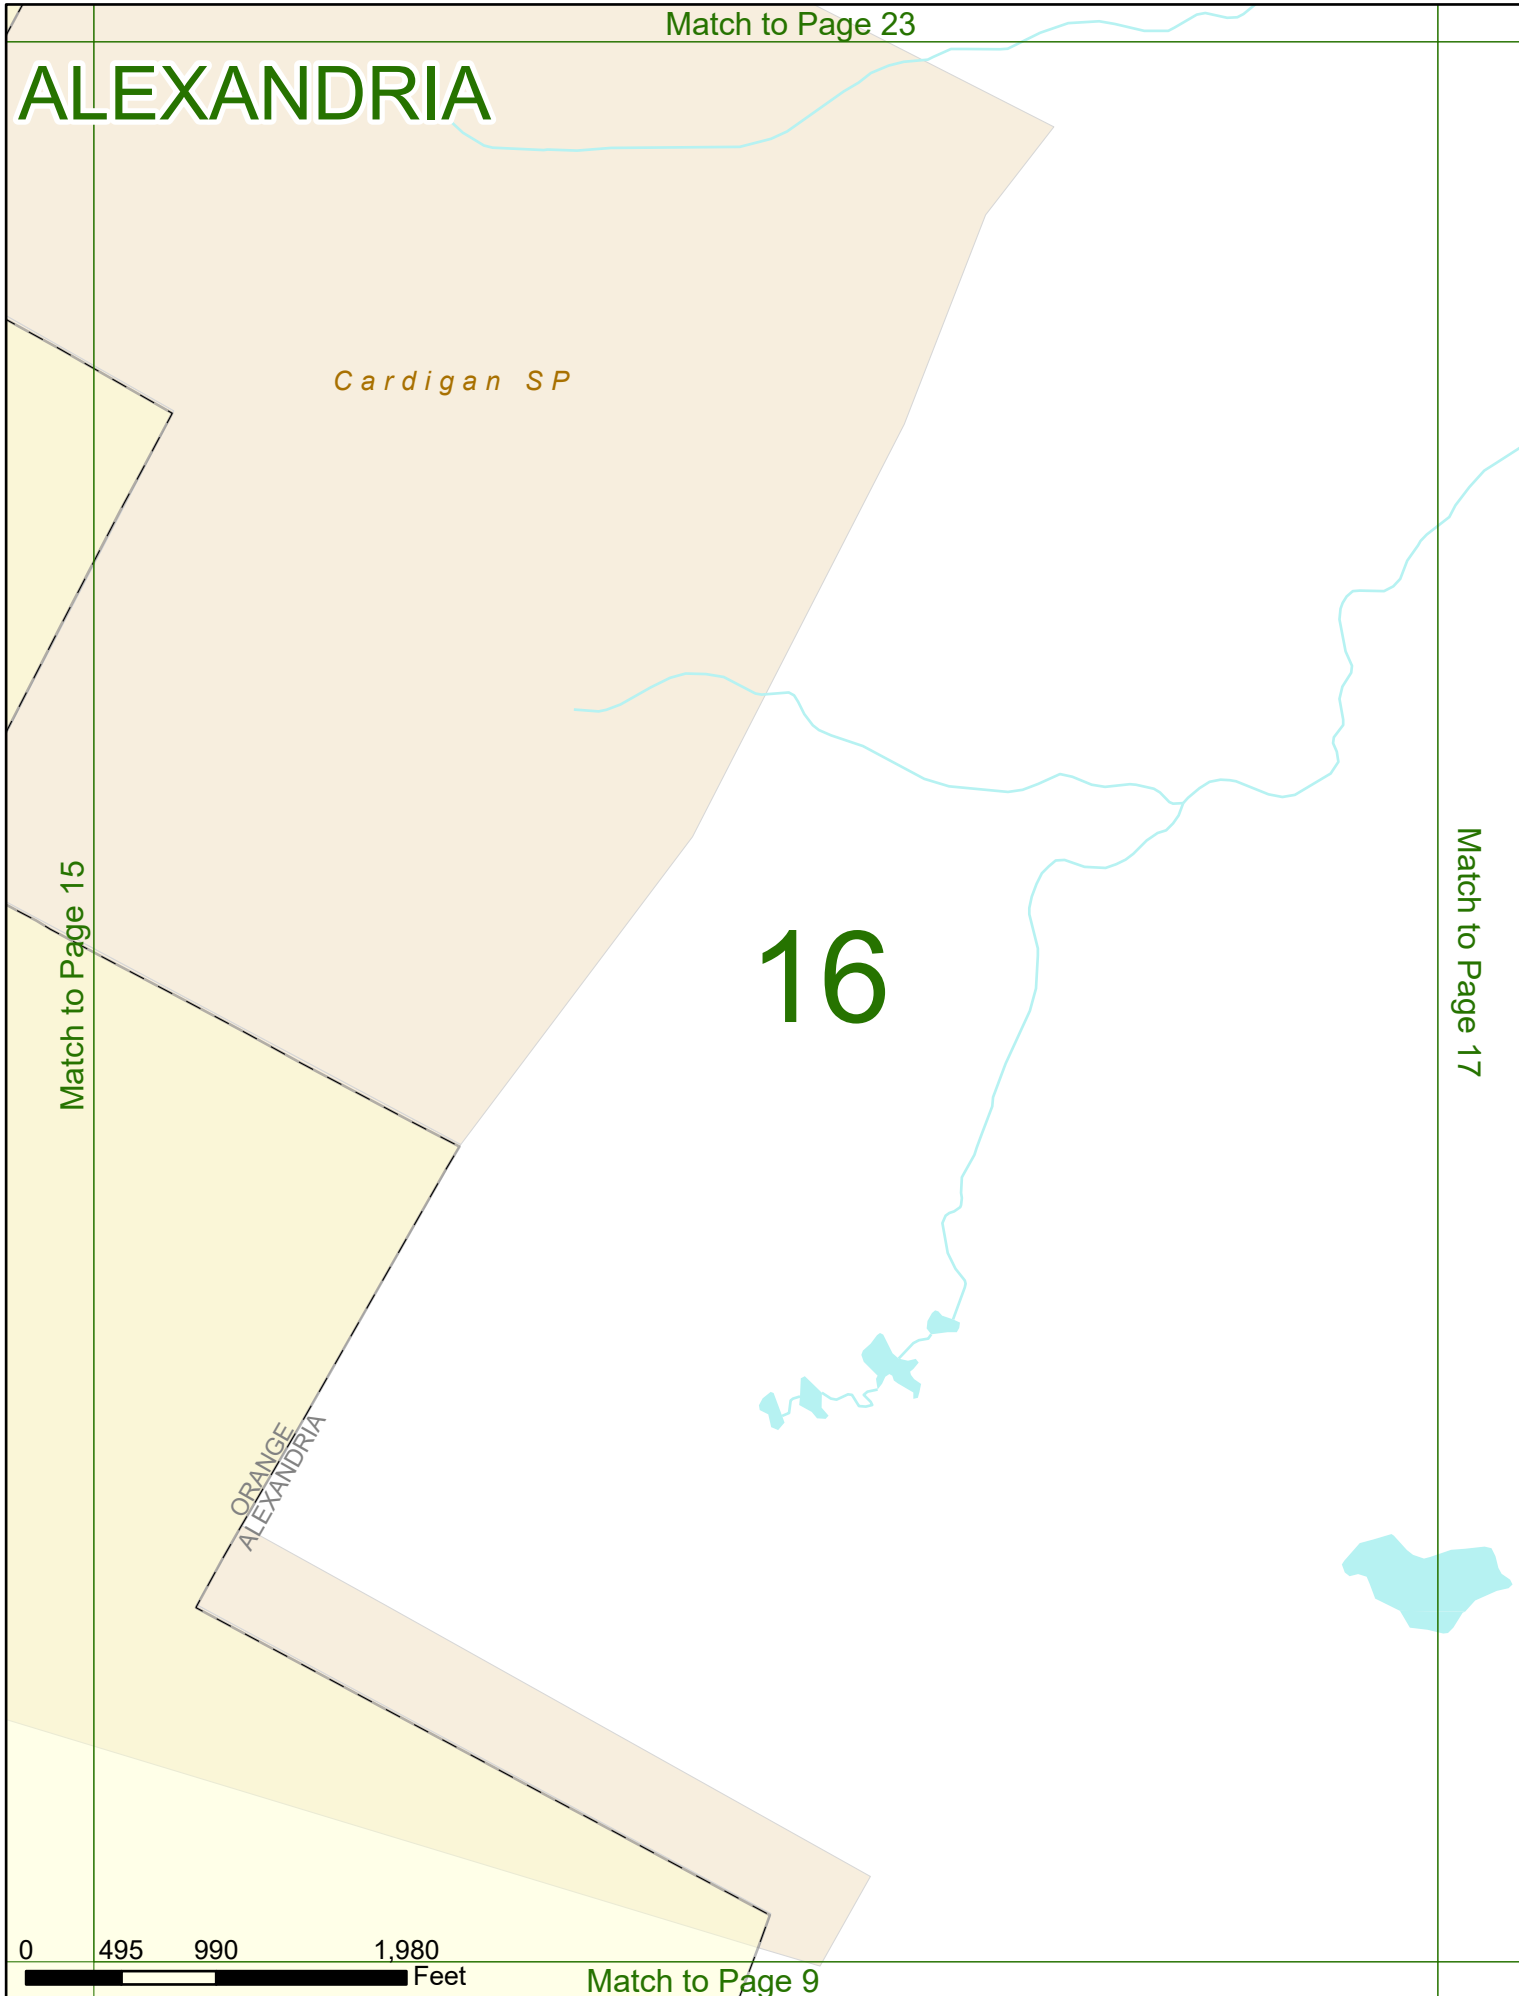 Match to Page 23
ALEXANDRIA
Cardigan SP
Match to Page 15
16
Match to Page 17
ORANGE
ALEXANDRIA
0 495 990 1,980
Feet
Match to Page 9